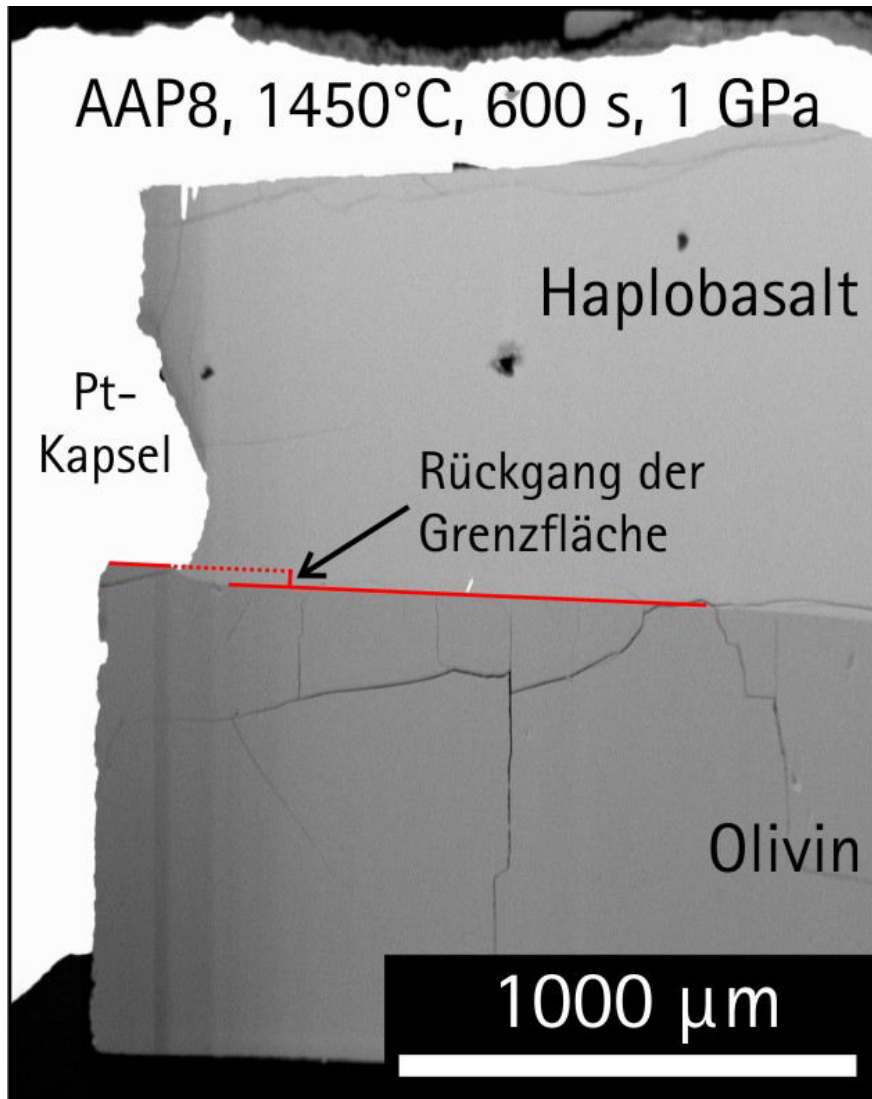 AAP8, 1450°C, 600 s, 1 GPa
Haplobasalt
Pt-
Kapsel
Rückgang der
Grenzfläche
Olivin
1000 µm